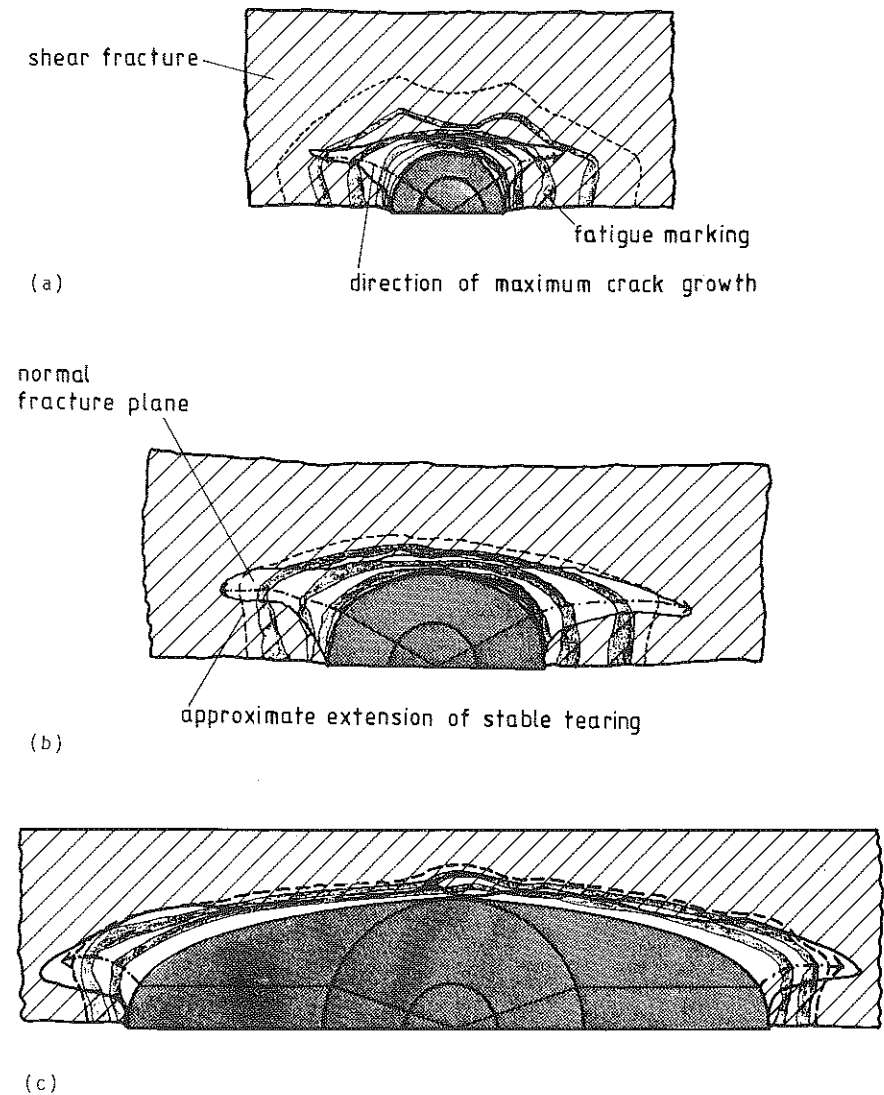 shear fracture
fatigue marking
direction of maximum crack growth
(a)
normal
fracture plane
approximate extension of stable tearing
(b)
(c)